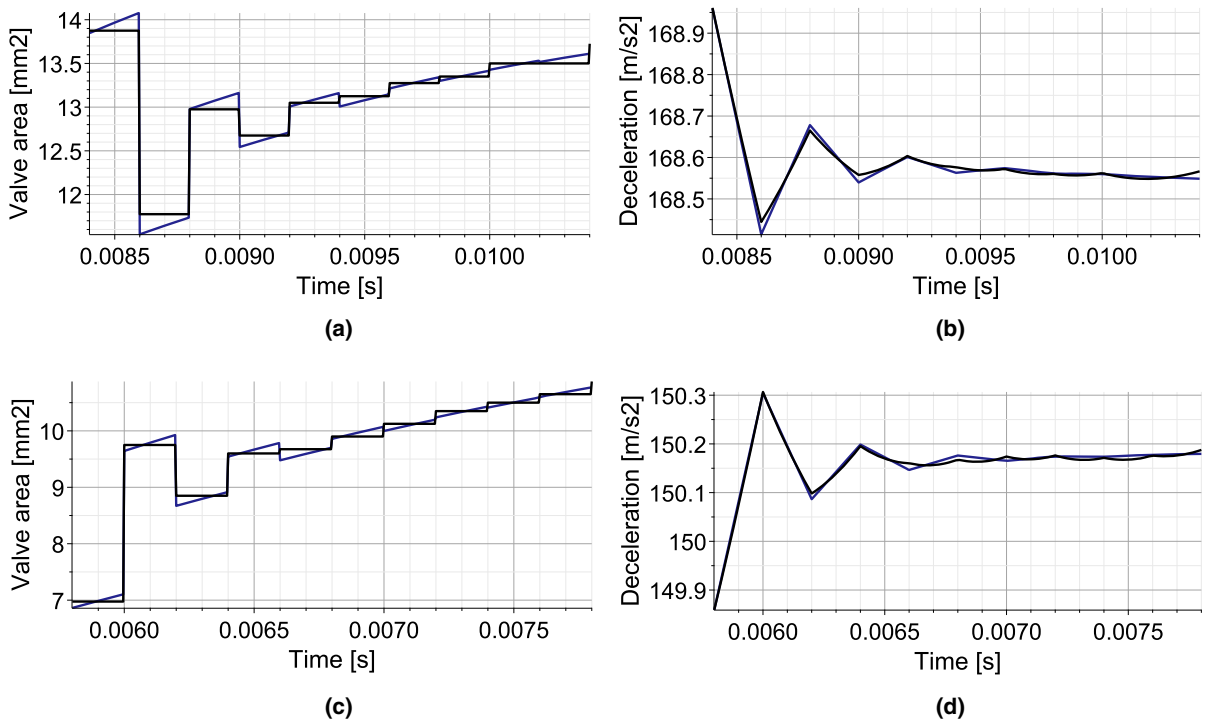 Valve area [mm2]
14
13.5
13
12.5
12
0.0085 0.0090 0.0095 0.0100
Time [s]
(a)
Deceleration [m/s2]
168.9
168.8
168.7
168.6
168.5
0.0085 0.0090 0.0095 0.0100
Time [s]
(b)
Valve area [mm2]
10
9
8
7
0.0060 0.0065 0.0070 0.0075
Time [s]
(c)
Deceleration [m/s2]
150.3
150.2
150.1
150
149.9
0.0060 0.0065 0.0070 0.0075
Time [s]
(d)